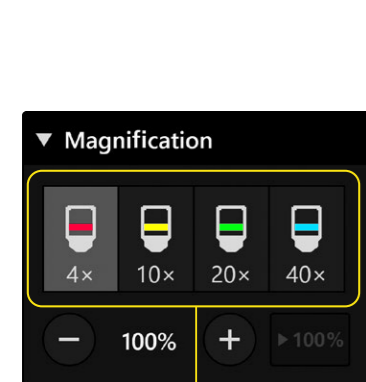 ▼ Magnification
4× 10× 20× 40×
− 100% + ▶100%